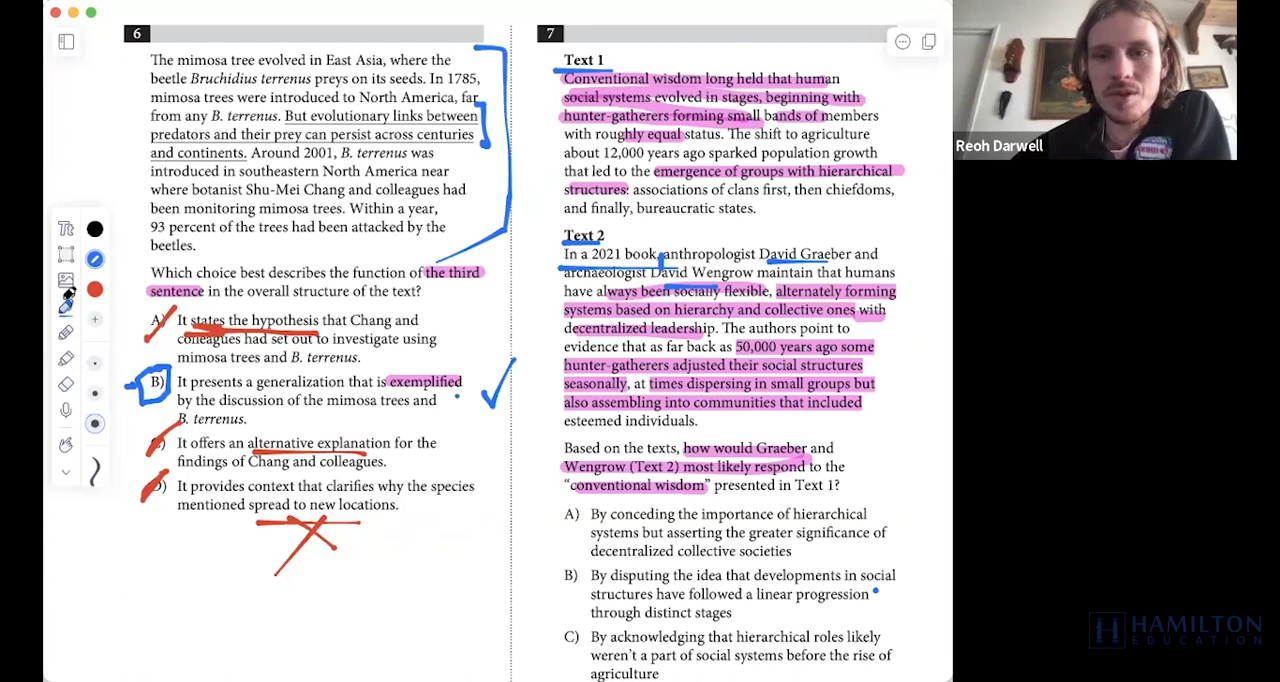 6
The mimosa tree evolved in East Asia, where the
beetle Bruchidius terrenus preys on its seeds. In 1785,
mimosa trees were introduced to North America, far
from any B. terrenus. But evolutionary links between
predators and their prey can persist across centuries
and continents. Around 2001, B. terrenus was
introduced in southeastern North America near
where botanist Shu-Mei Chang and colleagues had
been monitoring mimosa trees. Within a year,
93 percent of the trees had been attacked by the
beetles.
Which choice best describes the function of the third
sentence in the overall structure of the text?
A) It states the hypothesis that Chang and
colleagues had set out to investigate using
mimosa trees and B. terrenus.
B) It presents a generalization that is exemplified
by the discussion of the mimosa trees and
B. terrenus.
C) It offers an alternative explanation for the
findings of Chang and colleagues.
D) It provides context that clarifies why the species
mentioned spread to new locations.
7
Text 1
Conventional wisdom long held that human
social systems evolved in stages, beginning with
hunter-gatherers forming small bands of members
with roughly equal status. The shift to agriculture
about 12,000 years ago sparked population growth
that led to the emergence of groups with hierarchical
structures: associations of clans first, then chiefdoms,
and finally, bureaucratic states.
Text 2
In a 2021 book, anthropologist David Graeber and
archaeologist David Wengrow maintain that humans
have always been socially flexible, alternately forming
systems based on hierarchy and collective ones with
decentralized leadership. The authors point to
evidence that as far back as 50,000 years ago some
hunter-gatherers adjusted their social structures
seasonally, at times dispersing in small groups but
also assembling into communities that included
esteemed individuals.
Based on the texts, how would Graeber and
Wengrow (Text 2) most likely respond to the
“conventional wisdom” presented in Text 1?
A) By conceding the importance of hierarchical
systems but asserting the greater significance of
decentralized collective societies
B) By disputing the idea that developments in social
structures have followed a linear progression
through distinct stages
C) By acknowledging that hierarchical roles likely
weren’t a part of social systems before the rise of
agriculture
Reoh Darwell
HAMILTON
EDUCATION
Tt